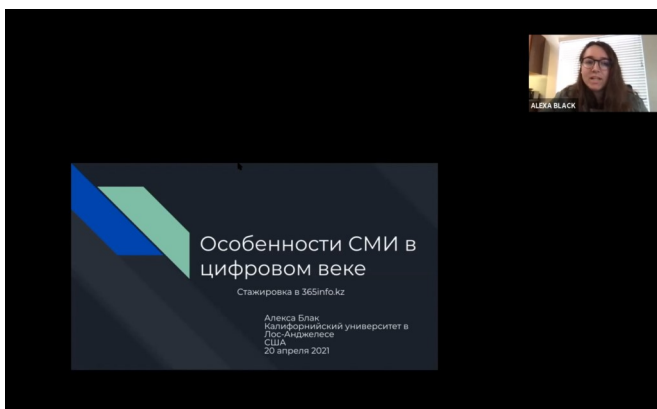 ALEXA BLACK
Особенности СМИ в
цифровом веке
Стажировка в 365info.kz
Алекса Блак
Калифорнийский университет в
Лос-Анджелесе
США
20 апреля 2021